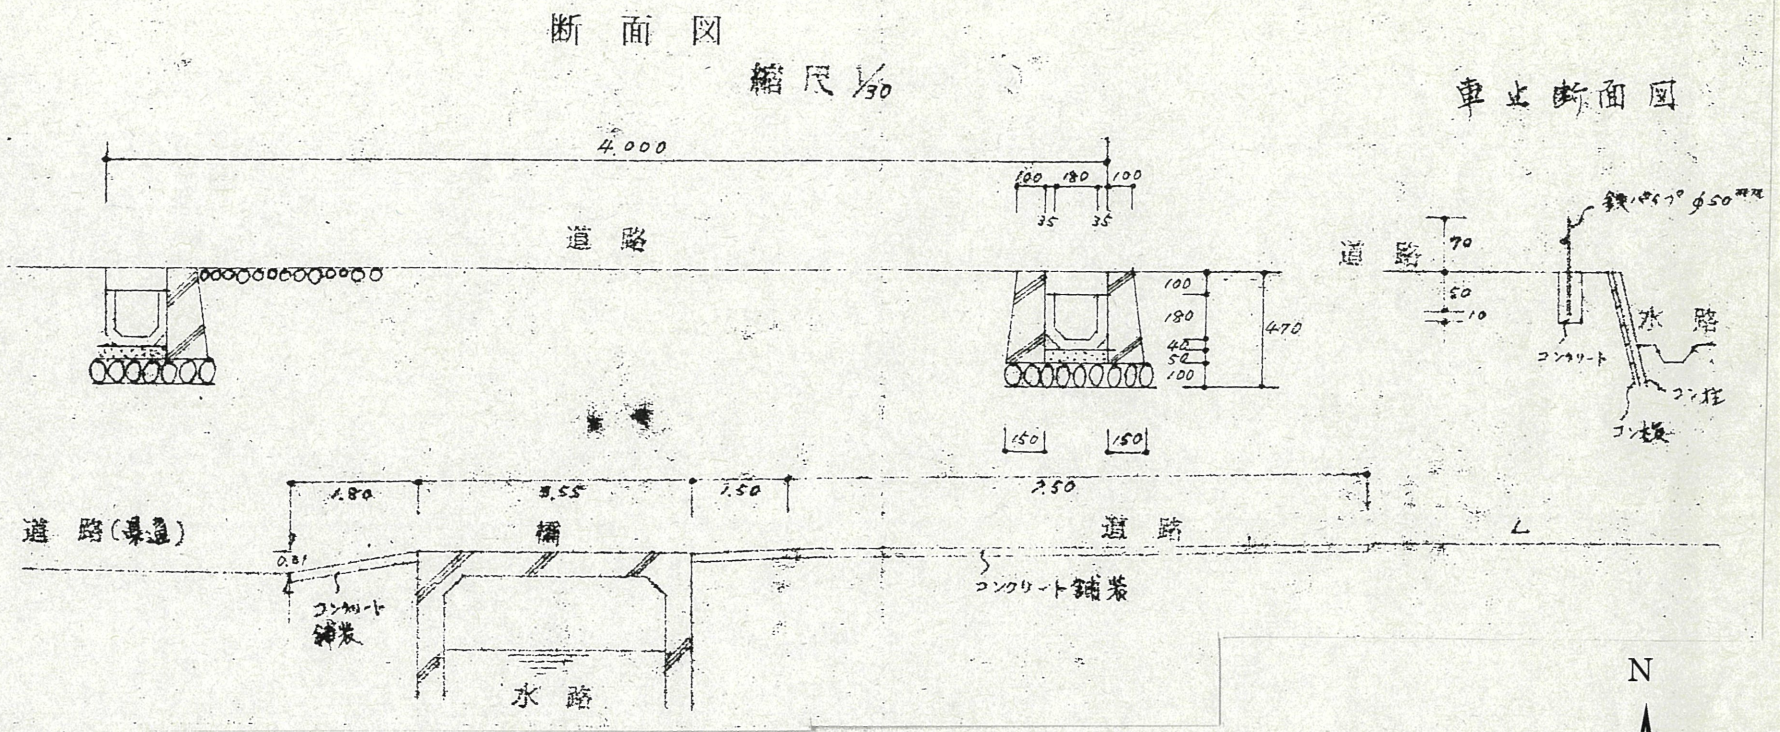 断面図
縮尺 1/30
車止断面図
4.000
100 180 100
35 35
鉄パイプ φ50
道路
道路
70
50
10
100
180
40
50
100
470
水路
コンクリート
コン柱
コン板
150 150
1.80 3.55 1.50
道路(県道)
橋
道路
コンクリート舗装
コンクリート
舗装
水路
N